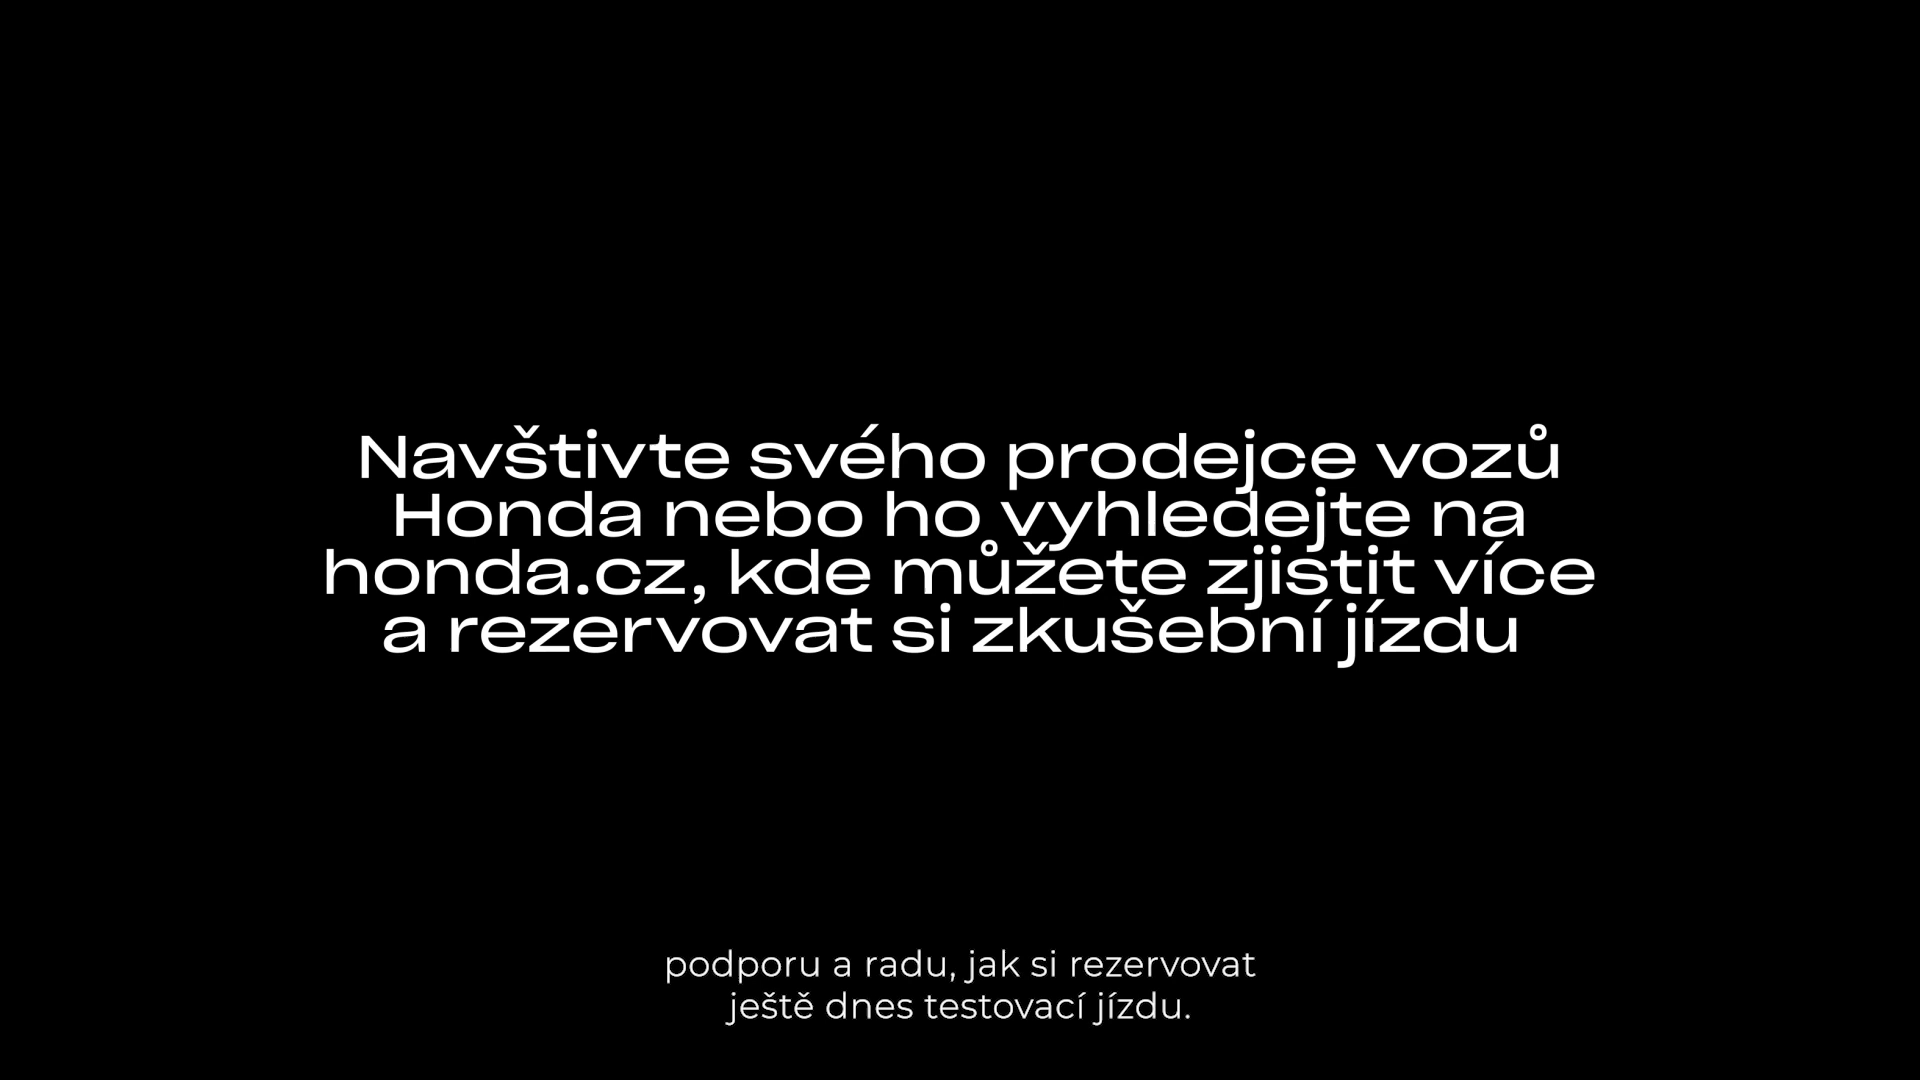 Navštivte svého prodejce vozů
Honda nebo ho vyhledejte na
honda.cz, kde můžete zjistit více
a rezervovat si zkušební jízdu
podporu a radu, jak si rezervovat
ještě dnes testovací jízdu.